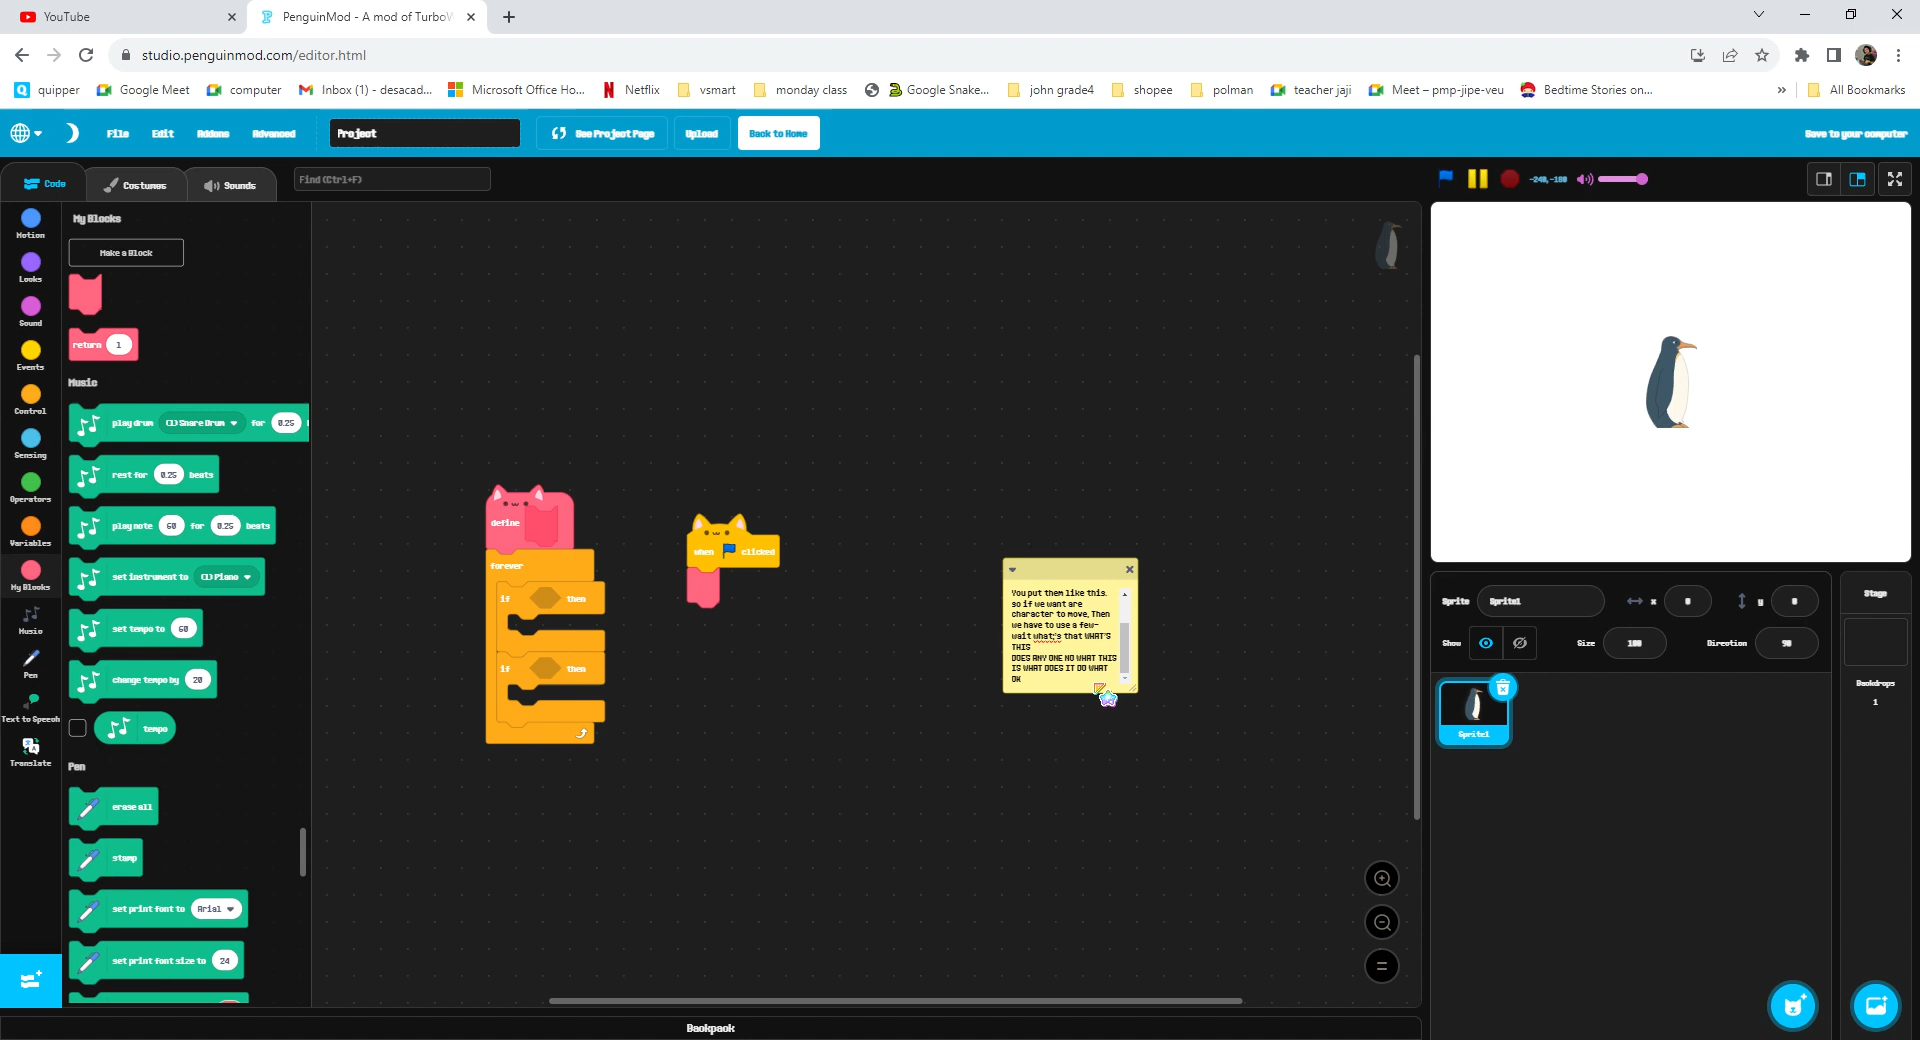 YouTube
PenguinMod - A mod of TurboW
studio.penguinmod.com/editor.html
quipper
Google Meet
computer
Inbox (1) - desacad...
Microsoft Office Ho...
Netflix
vsmart
monday class
Google Snake...
john grade4
shopee
polman
teacher jaji
Meet – pmp-jipe-veu
Bedtime Stories on...
»
All Bookmarks
File
Edit
Addons
Advanced
Project
See Project Page
Upload
Back to Home
Save to your computer
Code
Costumes
Sounds
Find (Ctrl+F)
-240,-180
Motion
Looks
Sound
Events
Control
Sensing
Operators
Variables
My Blocks
Music
Pen
Text to Speech
Translate
My Blocks
Make a Block
return 1
Music
play drum (1) Snare Drum for 0.25
rest for 0.25 beats
play note 60 for 0.25 beats
set instrument to (1) Piano
set tempo to 60
change tempo by 20
tempo
Pen
erase all
stamp
set print font to Arial
set print font size to 24
define
forever
if then
if then
when clicked
You put them like this.
so if we want are
character to move, Then
we have to use a few-
wait what;'s that WHAT'S
THIS
DOES ANY ONE NO WHAT THIS
IS WHAT DOES IT DO WHAT
OK
Sprite Sprite1 x 0 y 0
Show Size 100 Direction 90
Sprite1
Stage
Backdrops
1
Backpack